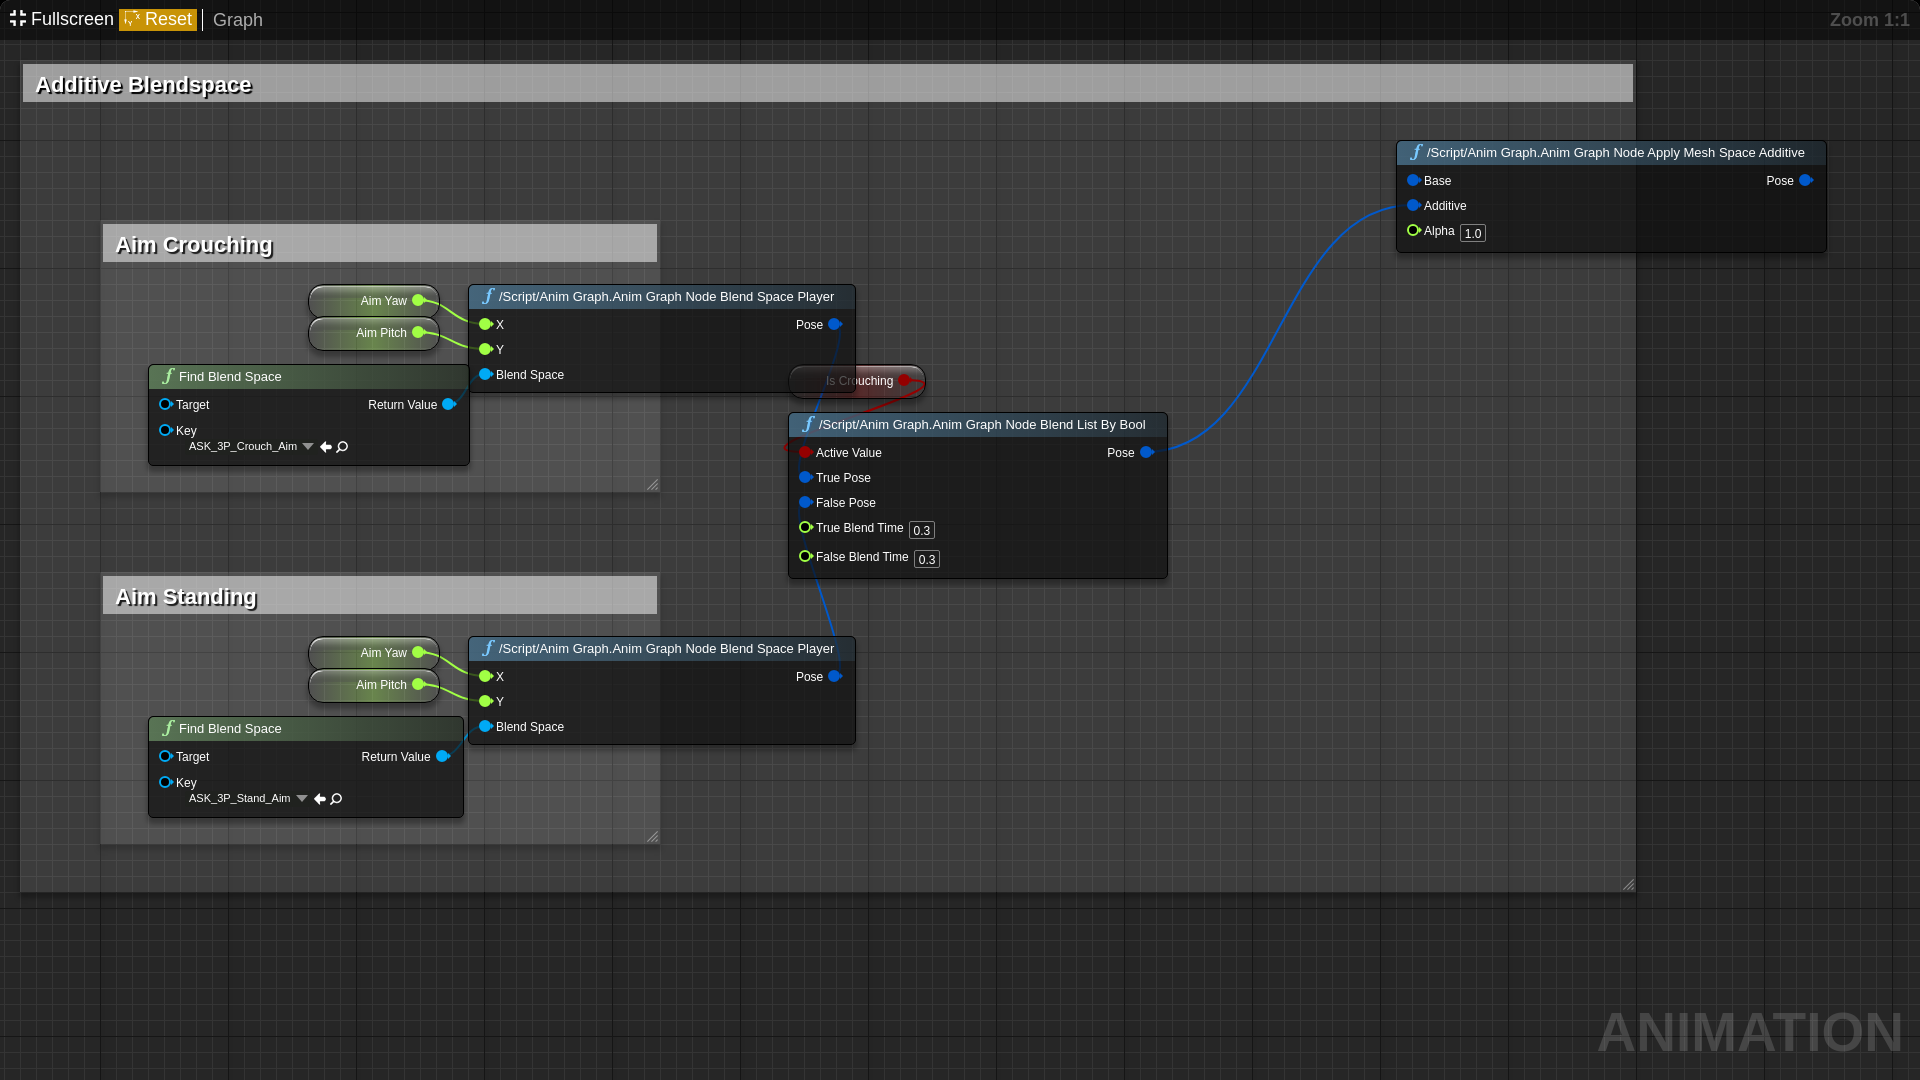 Fullscreen Reset Graph
Zoom 1:1
Additive Blendspace
/Script/Anim Graph.Anim Graph Node Apply Mesh Space Additive
Base Pose
Additive
Alpha 1.0
Aim Crouching
Aim Yaw
Aim Pitch
/Script/Anim Graph.Anim Graph Node Blend Space Player
X Pose
Y
Blend Space
Find Blend Space
Target Return Value
Key
ASK_3P_Crouch_Aim
Is Crouching
/Script/Anim Graph.Anim Graph Node Blend List By Bool
Active Value Pose
True Pose
False Pose
True Blend Time 0.3
False Blend Time 0.3
Aim Standing
Aim Yaw
Aim Pitch
/Script/Anim Graph.Anim Graph Node Blend Space Player
X Pose
Y
Blend Space
Find Blend Space
Target Return Value
Key
ASK_3P_Stand_Aim
ANIMATION